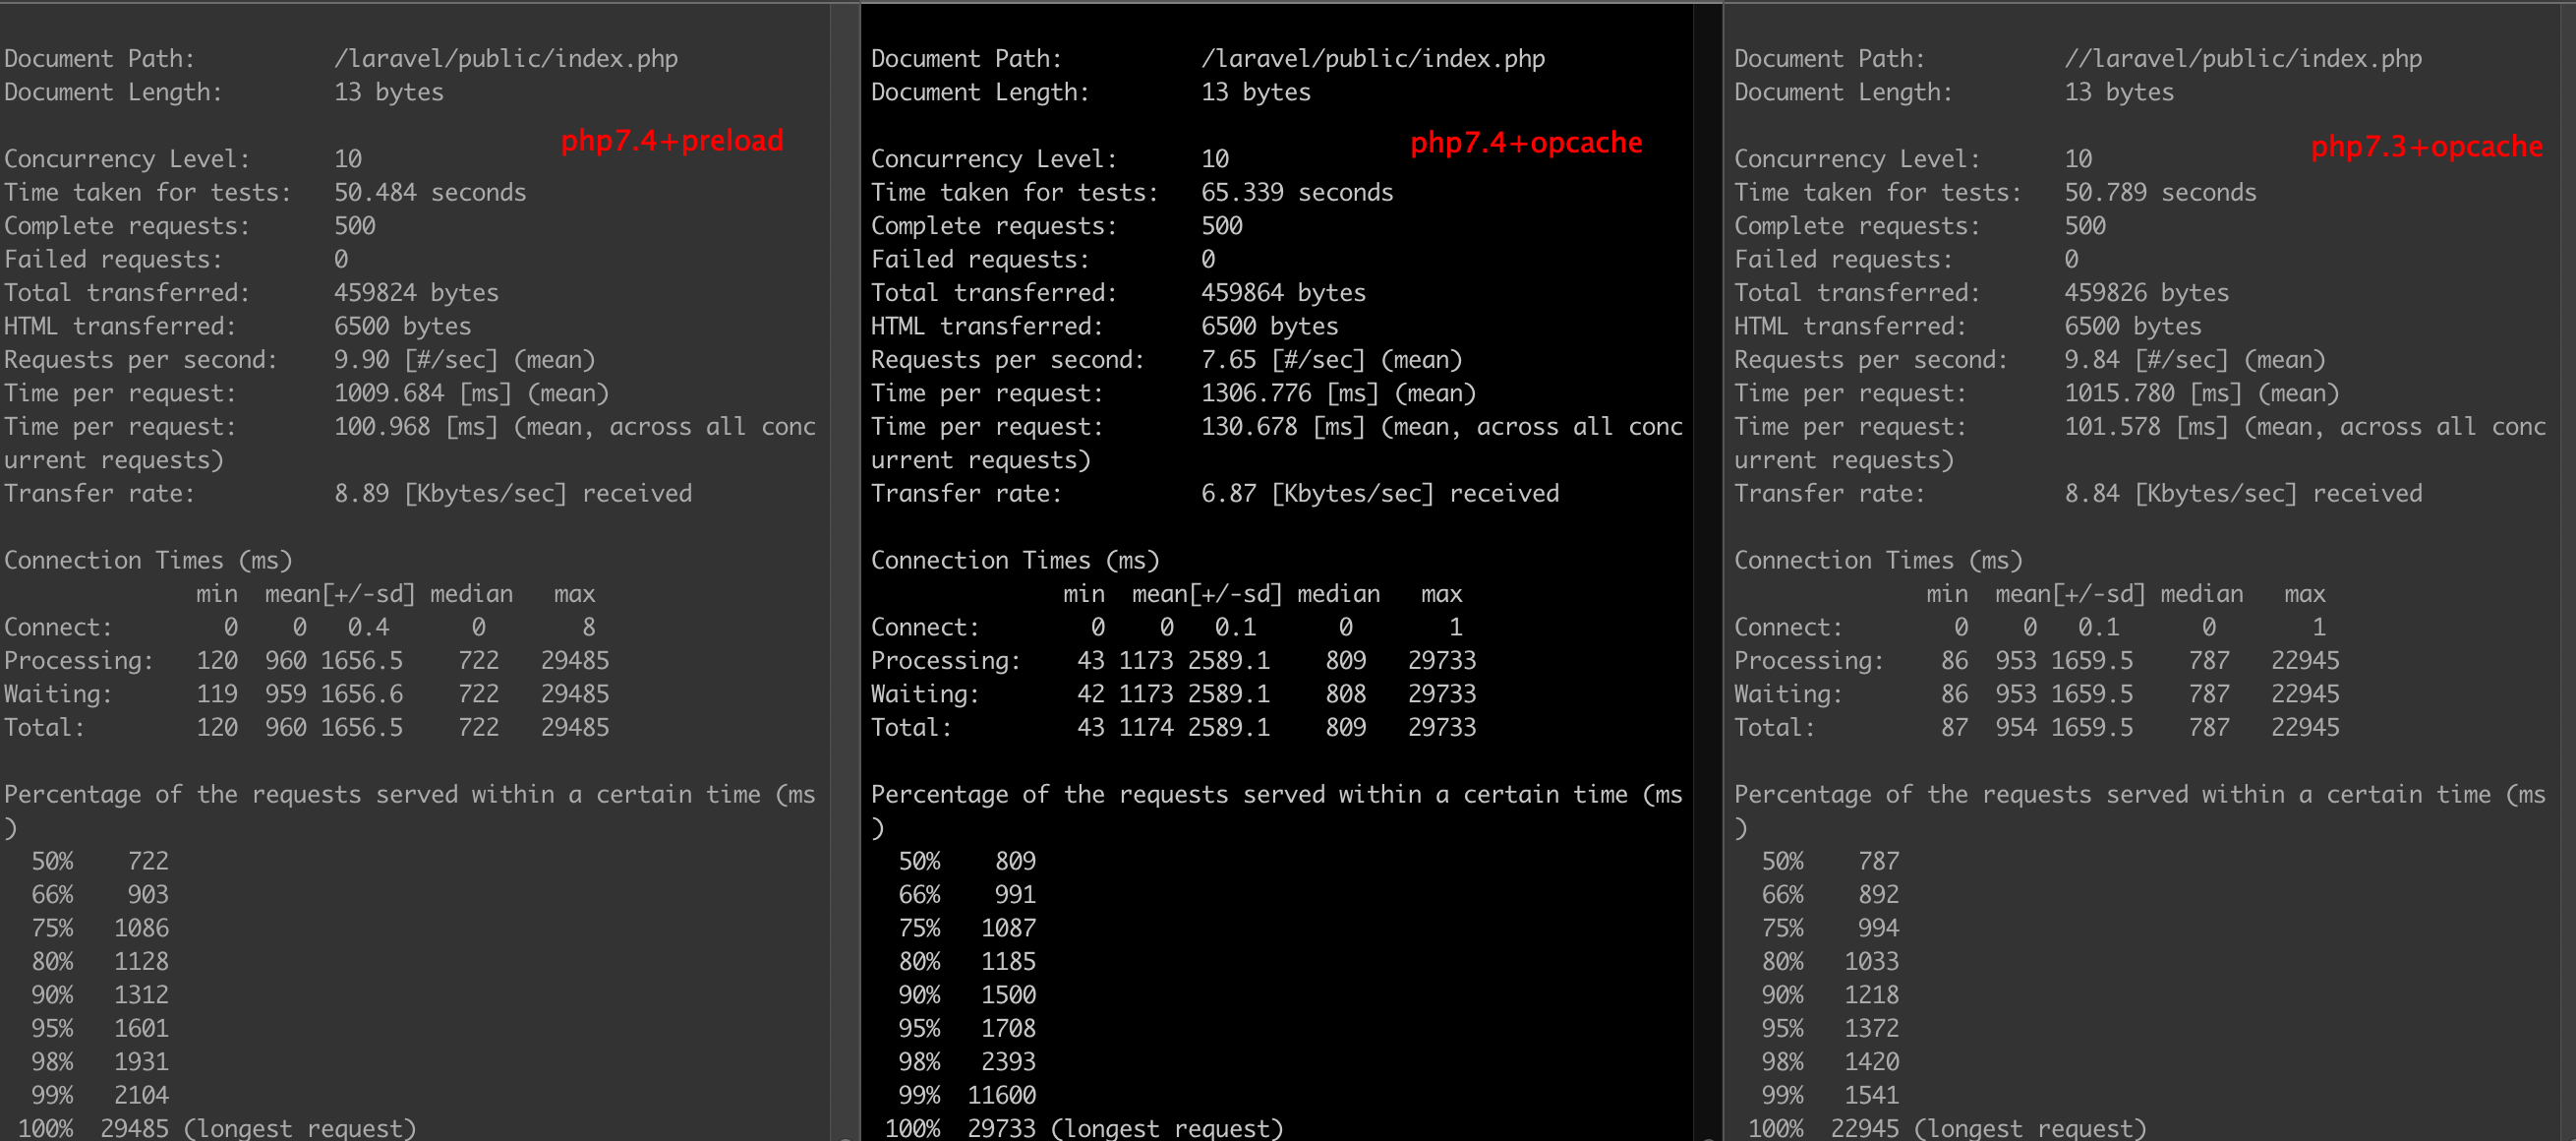 Document Path:          /laravel/public/index.php
Document Length:        13 bytes
php7.4+preload
Concurrency Level:      10
Time taken for tests:   50.484 seconds
Complete requests:      500
Failed requests:        0
Total transferred:      459824 bytes
HTML transferred:       6500 bytes
Requests per second:    9.90 [#/sec] (mean)
Time per request:       1009.684 [ms] (mean)
Time per request:       100.968 [ms] (mean, across all conc
urrent requests)
Transfer rate:          8.89 [Kbytes/sec] received
Connection Times (ms)
              min  mean[+/-sd] median   max
Connect:        0    0   0.4      0       8
Processing:   120  960 1656.5    722   29485
Waiting:      119  959 1656.6    722   29485
Total:        120  960 1656.5    722   29485
Percentage of the requests served within a certain time (ms
)
  50%    722
  66%    903
  75%   1086
  80%   1128
  90%   1312
  95%   1601
  98%   1931
  99%   2104
 100%  29485 (longest request)
Document Path:          /laravel/public/index.php
Document Length:        13 bytes
php7.4+opcache
Concurrency Level:      10
Time taken for tests:   65.339 seconds
Complete requests:      500
Failed requests:        0
Total transferred:      459864 bytes
HTML transferred:       6500 bytes
Requests per second:    7.65 [#/sec] (mean)
Time per request:       1306.776 [ms] (mean)
Time per request:       130.678 [ms] (mean, across all conc
urrent requests)
Transfer rate:          6.87 [Kbytes/sec] received
Connection Times (ms)
              min  mean[+/-sd] median   max
Connect:        0    0   0.1      0       1
Processing:    43 1173 2589.1    809   29733
Waiting:       42 1173 2589.1    808   29733
Total:         43 1174 2589.1    809   29733
Percentage of the requests served within a certain time (ms
)
  50%    809
  66%    991
  75%   1087
  80%   1185
  90%   1500
  95%   1708
  98%   2393
  99%  11600
 100%  29733 (longest request)
Document Path:          //laravel/public/index.php
Document Length:        13 bytes
php7.3+opcache
Concurrency Level:      10
Time taken for tests:   50.789 seconds
Complete requests:      500
Failed requests:        0
Total transferred:      459826 bytes
HTML transferred:       6500 bytes
Requests per second:    9.84 [#/sec] (mean)
Time per request:       1015.780 [ms] (mean)
Time per request:       101.578 [ms] (mean, across all conc
urrent requests)
Transfer rate:          8.84 [Kbytes/sec] received
Connection Times (ms)
              min  mean[+/-sd] median   max
Connect:        0    0   0.1      0       1
Processing:    86  953 1659.5    787   22945
Waiting:       86  953 1659.5    787   22945
Total:         87  954 1659.5    787   22945
Percentage of the requests served within a certain time (ms
)
  50%    787
  66%    892
  75%    994
  80%   1033
  90%   1218
  95%   1372
  98%   1420
  99%   1541
 100%  22945 (longest request)